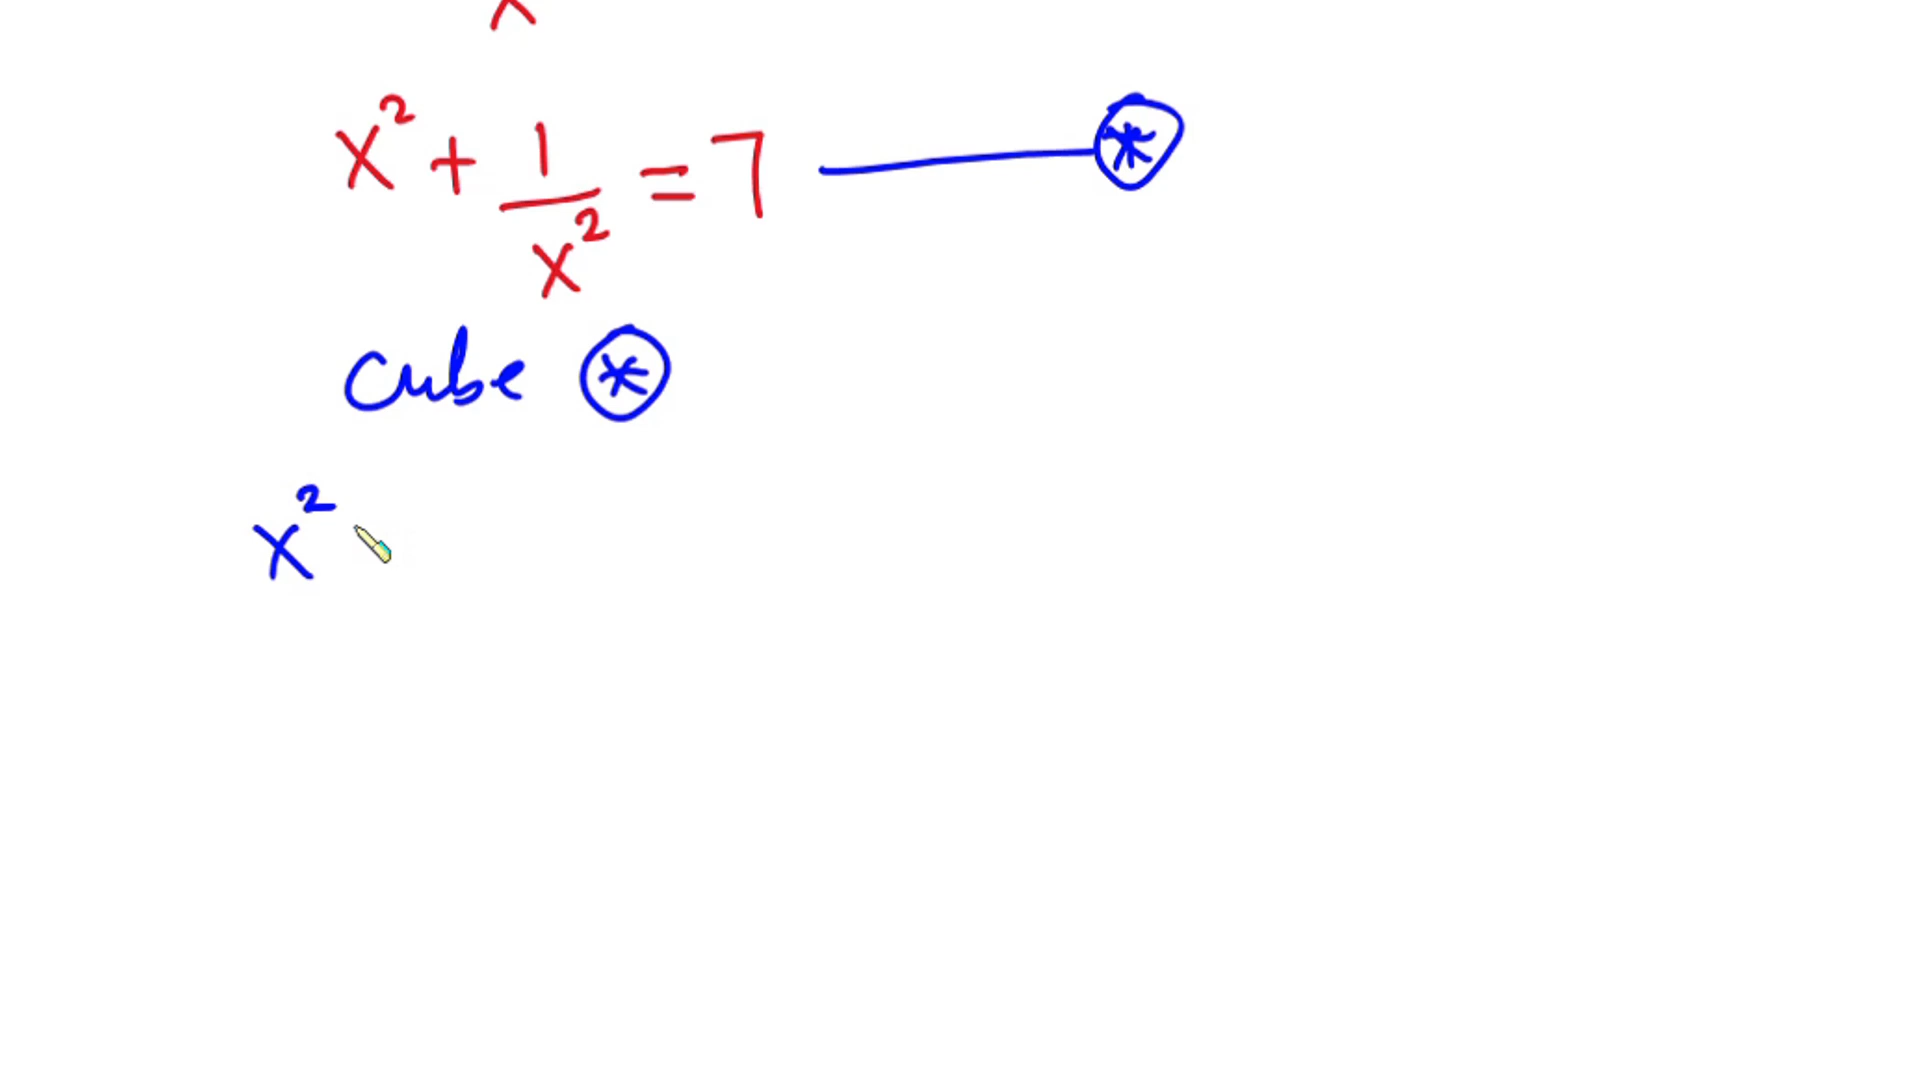 x
x² + 1/x² = 7 —— ⊛
cube ⊛
x²